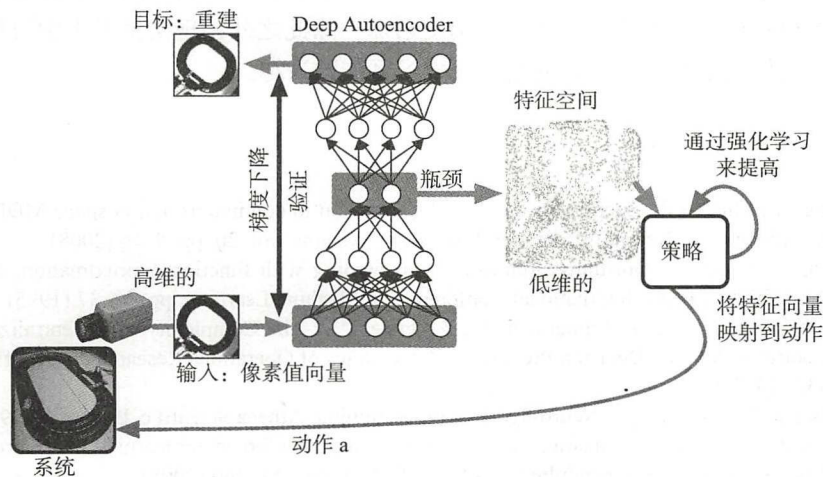 目标：重建
Deep Autoencoder
特征空间
通过强化学习
来提高
梯度下降
验证
瓶颈
策略
高维的
低维的
将特征向量
映射到动作
输入：像素值向量
动作 a
系统